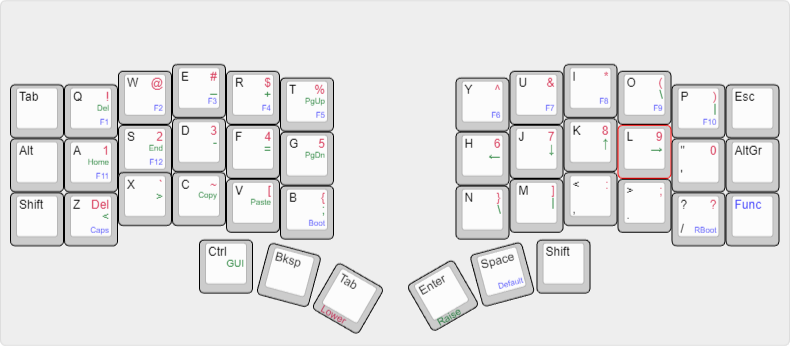 Tab
Q ! Del F1
W @ F2
E # _ F3
R $ + F4
T % PgUp F5
Y ^ F6
U & F7
I * F8
O ( \ F9
P ) | F10
Esc
Alt
A 1 Home F11
S 2 End F12
D 3 -
F 4 =
G 5 PgDn
H 6 ←
J 7 ↓
K 8 ↑
L 9 →
" 0 '
AltGr
Shift
Z Del < Caps
X ` >
C ~ Copy
V [ Paste
B { ; Boot
N } \
M ] |
< : ,
> ; .
? ? / RBoot
Func
Ctrl GUI
Bksp
Tab Lower
Enter Raise
Space Default
Shift